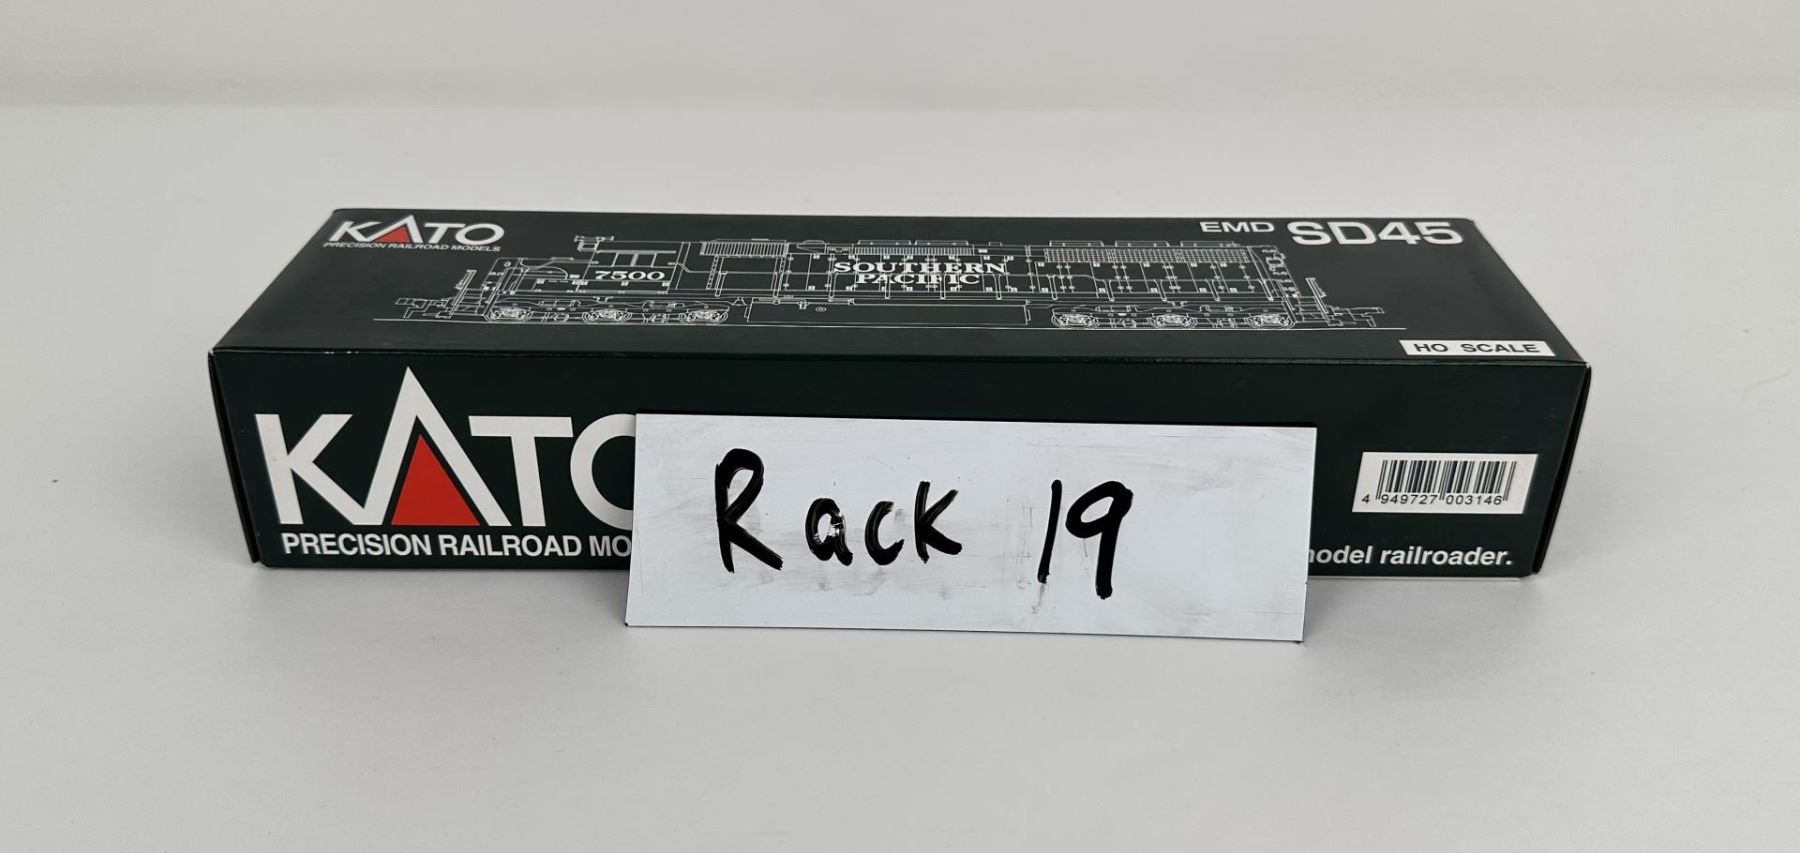 KATO
PRECISION RAILROAD MODELS
EMD SD45
7500
SOUTHERN
PACIFIC
HO SCALE
KATO
PRECISION RAILROAD MO
Rack 19
4 949727 003146
model railroader.